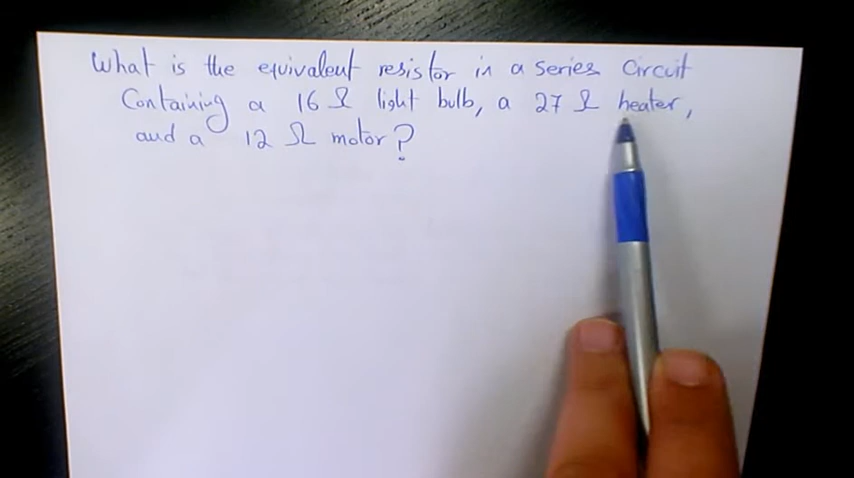 What is the equivalent resistor in a series Circuit
Containing a 16 Ω light bulb, a 27 Ω heater,
and a 12 Ω motor?